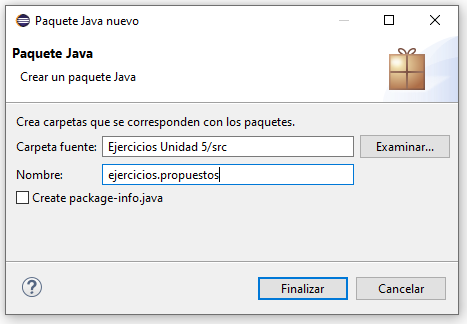 Paquete Java nuevo
Paquete Java
Crear un paquete Java
Crea carpetas que se corresponden con los paquetes.
Carpeta fuente: Ejercicios Unidad 5/src Examinar...
Nombre: ejercicios.propuestos
Create package-info.java
? Finalizar Cancelar